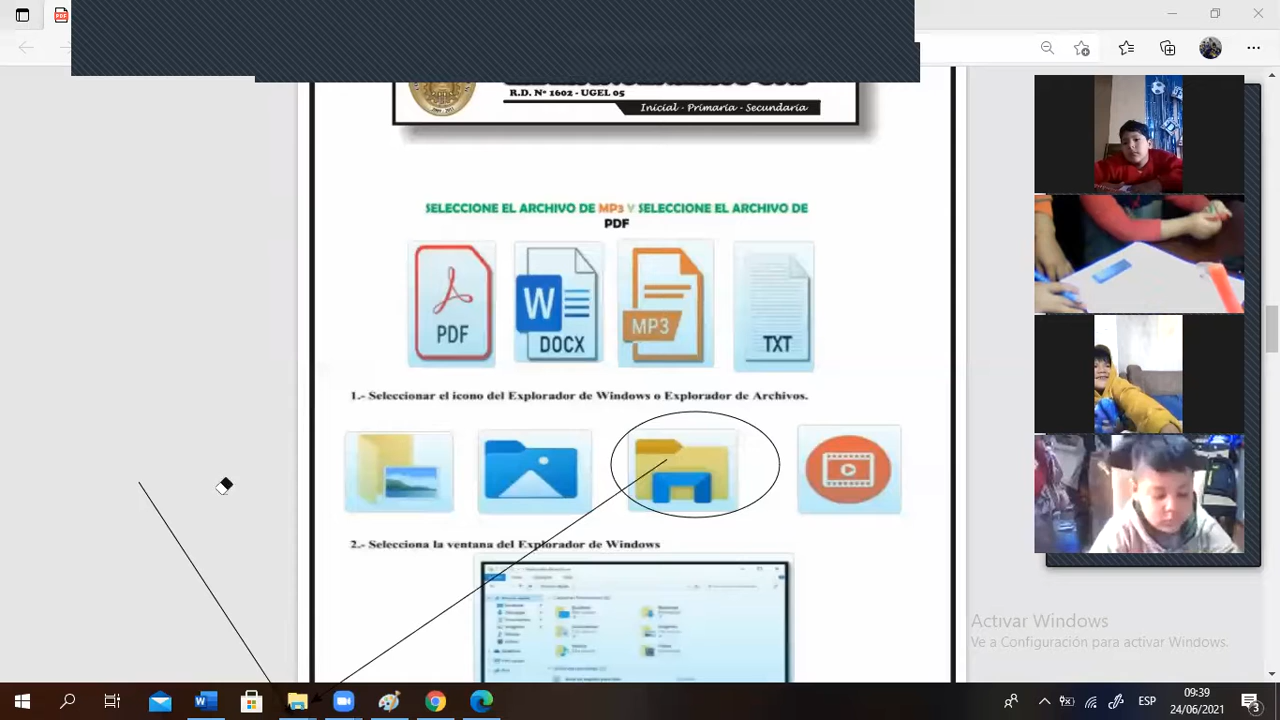 R.D. Nº 1602 - UGEL 05
Inicial - Primaria - Secundaria
SELECCIONE EL ARCHIVO DE MP3 Y SELECCIONE EL ARCHIVO DE
PDF
PDF
DOCX
MP3
TXT
1.- Seleccionar el icono del Explorador de Windows o Explorador de Archivos.
2.- Selecciona la ventana del Explorador de Windows
Activar Windows
Ve a Configuración para activar Windows.
ESP
09:39
24/06/2021
3